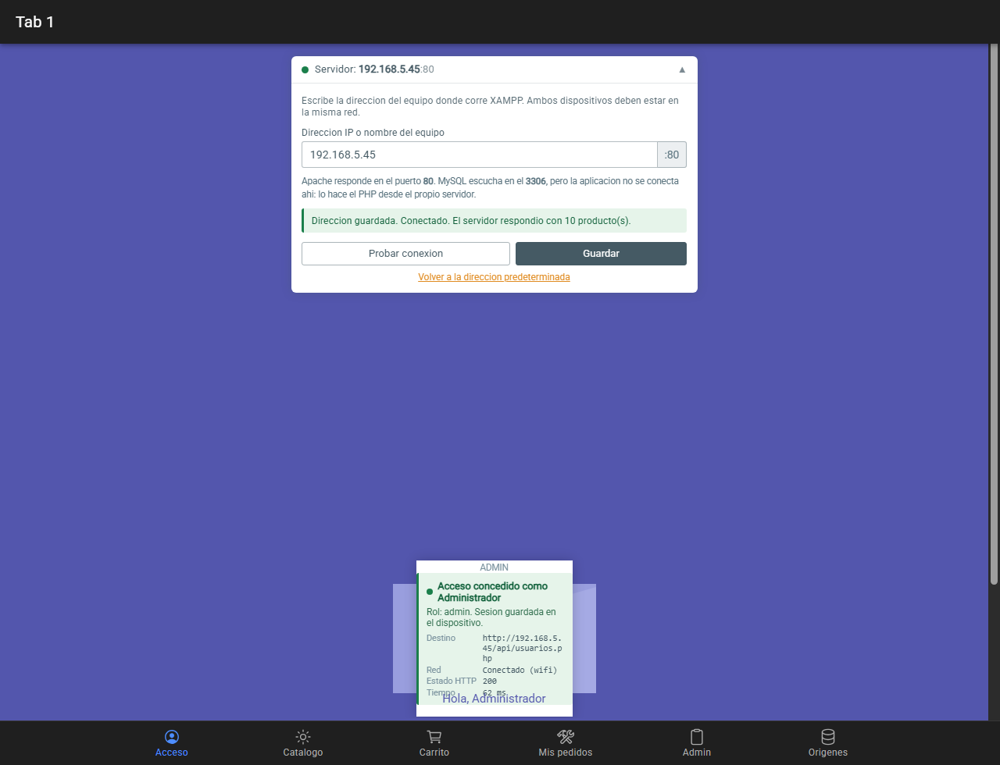 Tab 1
Servidor: 192.168.5.45:80 ▲
Escribe la direccion del equipo donde corre XAMPP. Ambos dispositivos deben estar en
la misma red.
Direccion IP o nombre del equipo
192.168.5.45 :80
Apache responde en el puerto 80. MySQL escucha en el 3306, pero la aplicacion no se conecta
ahi: lo hace el PHP desde el propio servidor.
Direccion guardada. Conectado. El servidor respondio con 10 producto(s).
Probar conexion Guardar
Volver a la direccion predeterminada
ADMIN
Acceso concedido como
Administrador
Rol: admin. Sesion guardada en
el dispositivo.
Destino http://192.168.5.
45/api/usuarios.p
hp
Red Conectado (wifi)
Estado HTTP 200
Tiempo 62 ms
Hola, Administrador
Acceso Catalogo Carrito Mis pedidos Admin Origenes